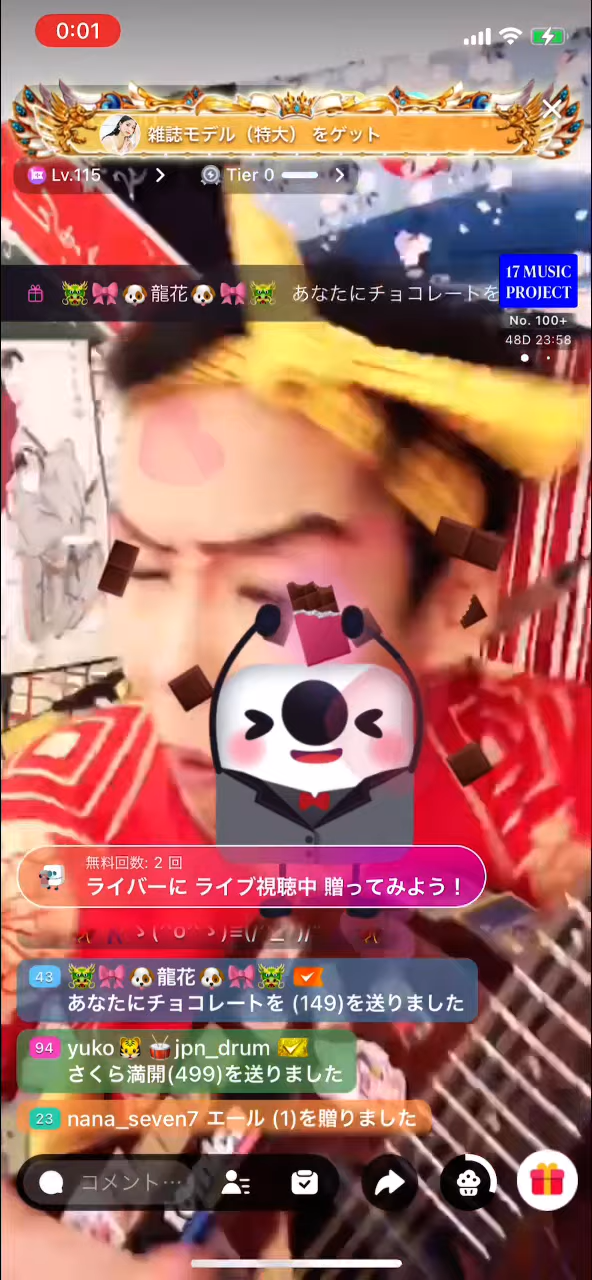 0:01
雑誌モデル（特大） をゲット
Lv.115
Tier 0
龍花 あなたにチョコレートを
17 MUSIC
PROJECT
No. 100+
48D 23:58
無料回数: 2 回
ライバーに ライブ視聴中 贈ってみよう！
43 龍花
あなたにチョコレートを (149)を送りました
94 yuko🐯🥁jpn_drum
さくら満開(499)を送りました
23 nana_seven7 エール (1)を贈りました
コメント…